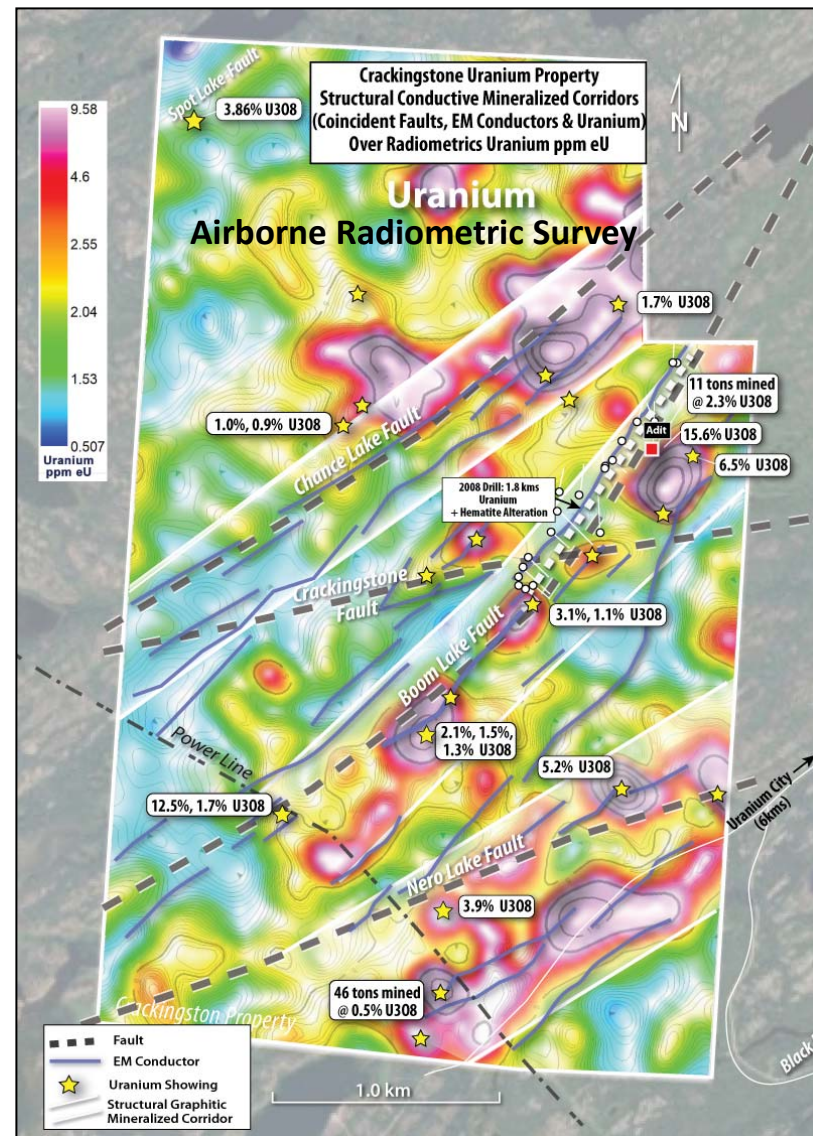 Crackingstone Uranium Property
Structural Conductive Mineralized Corridors
(Coincident Faults, EM Conductors & Uranium)
Over Radiometrics Uranium ppm eU
N
Spot Lake Fault
3.86% U308
Uranium
Airborne Radiometric Survey
9.58
4.6
2.55
2.04
1.53
0.507
Uranium
ppm eU
1.7% U308
11 tons mined
@ 2.3% U308
1.0%, 0.9% U308
Adit
15.6% U308
Chance Lake Fault
6.5% U308
2008 Drill: 1.8 kms
Uranium
+ Hematite Alteration
Crackingstone
Fault
3.1%, 1.1% U308
Boom Lake Fault
2.1%, 1.5%,
1.3% U308
Power Line
5.2% U308
12.5%, 1.7% U308
Uranium City
(6kms)
Nero Lake Fault
3.9% U308
46 tons mined
@ 0.5% U308
Crackingston Property
Black
Fault
EM Conductor
Uranium Showing
Structural Graphitic
Mineralized Corridor
1.0 km